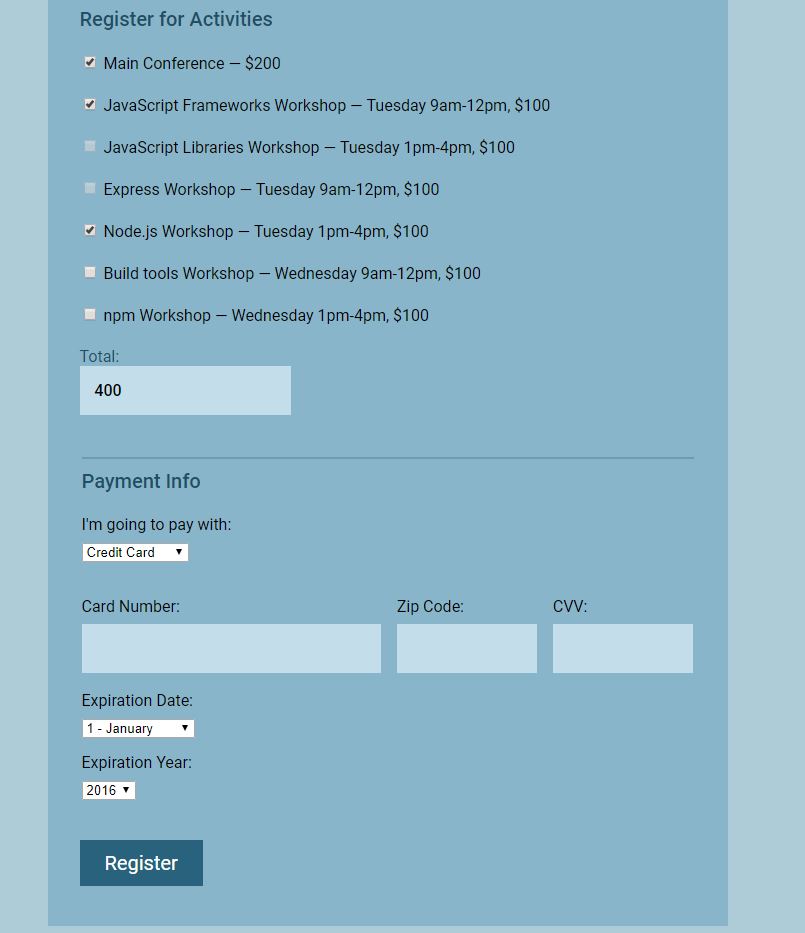 Register for Activities
Main Conference — $200
JavaScript Frameworks Workshop — Tuesday 9am-12pm, $100
JavaScript Libraries Workshop — Tuesday 1pm-4pm, $100
Express Workshop — Tuesday 9am-12pm, $100
Node.js Workshop — Tuesday 1pm-4pm, $100
Build tools Workshop — Wednesday 9am-12pm, $100
npm Workshop — Wednesday 1pm-4pm, $100
Total:
400
Payment Info
I'm going to pay with:
Credit Card
Card Number: Zip Code: CVV:
Expiration Date:
1 - January
Expiration Year:
2016
Register